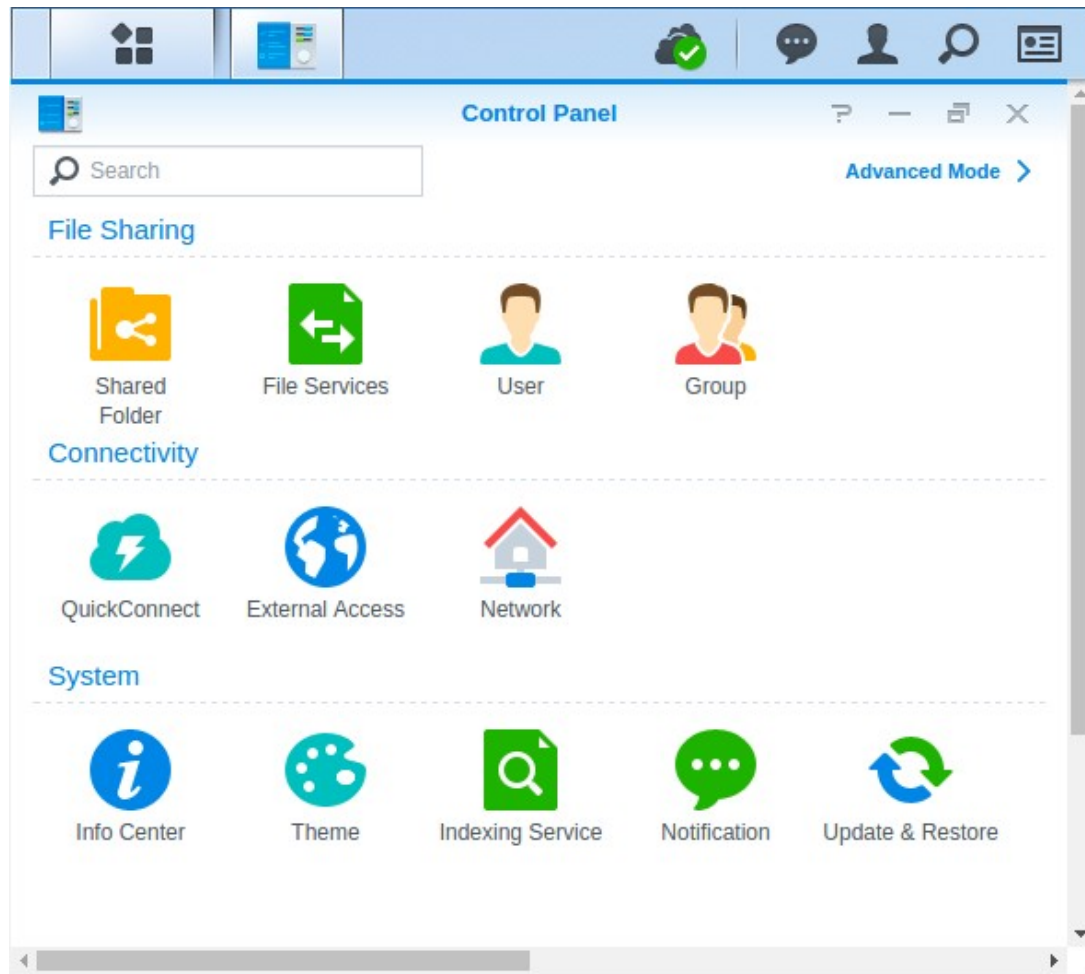 Control Panel
Search
Advanced Mode
File Sharing
Shared Folder
File Services
User
Group
Connectivity
QuickConnect
External Access
Network
System
Info Center
Theme
Indexing Service
Notification
Update & Restore